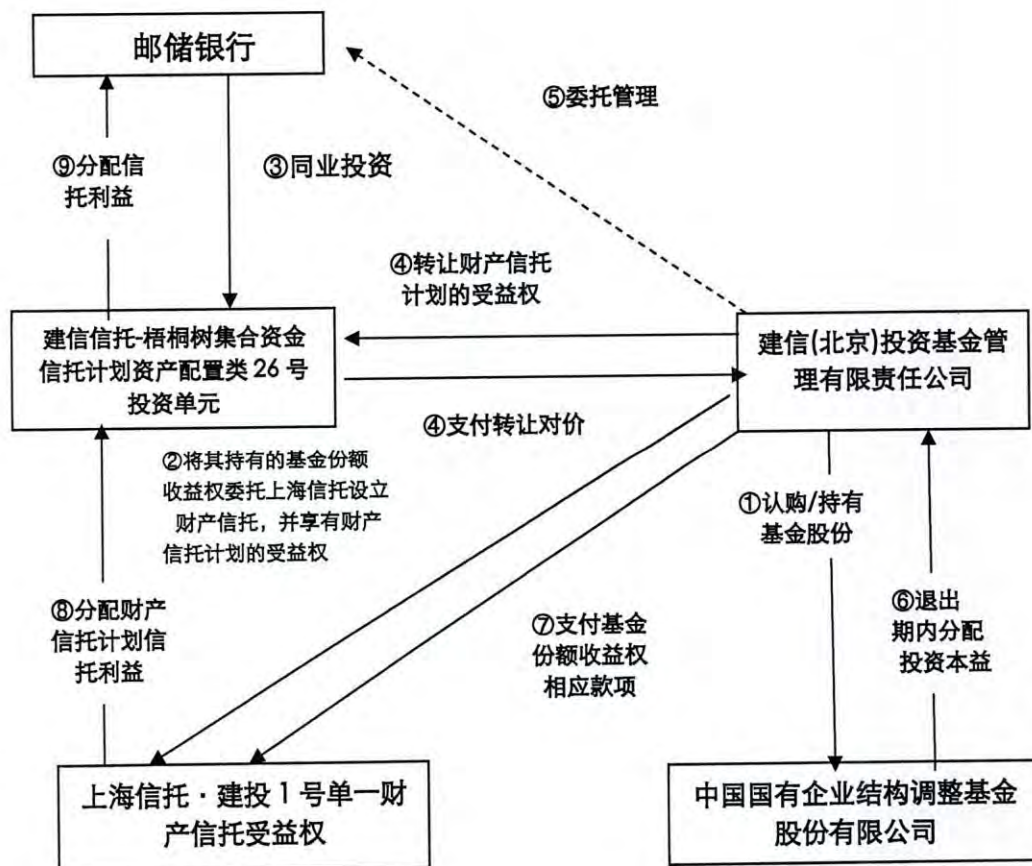 邮储银行
⑤委托管理
⑨分配信
托利益
③同业投资
④转让财产信托
计划的受益权
建信信托-梧桐树集合资金
信托计划资产配置类 26 号
投资单元
建信(北京)投资基金管
理有限责任公司
④支付转让对价
②将其持有的基金份额
收益权委托上海信托设立
财产信托，并享有财产
信托计划的受益权
①认购/持有
基金股份
⑧分配财产
信托计划信
托利益
⑦支付基金
份额收益权
相应款项
⑥退出
期内分配
投资本益
上海信托·建投 1 号单一财
产信托受益权
中国国有企业结构调整基金
股份有限公司